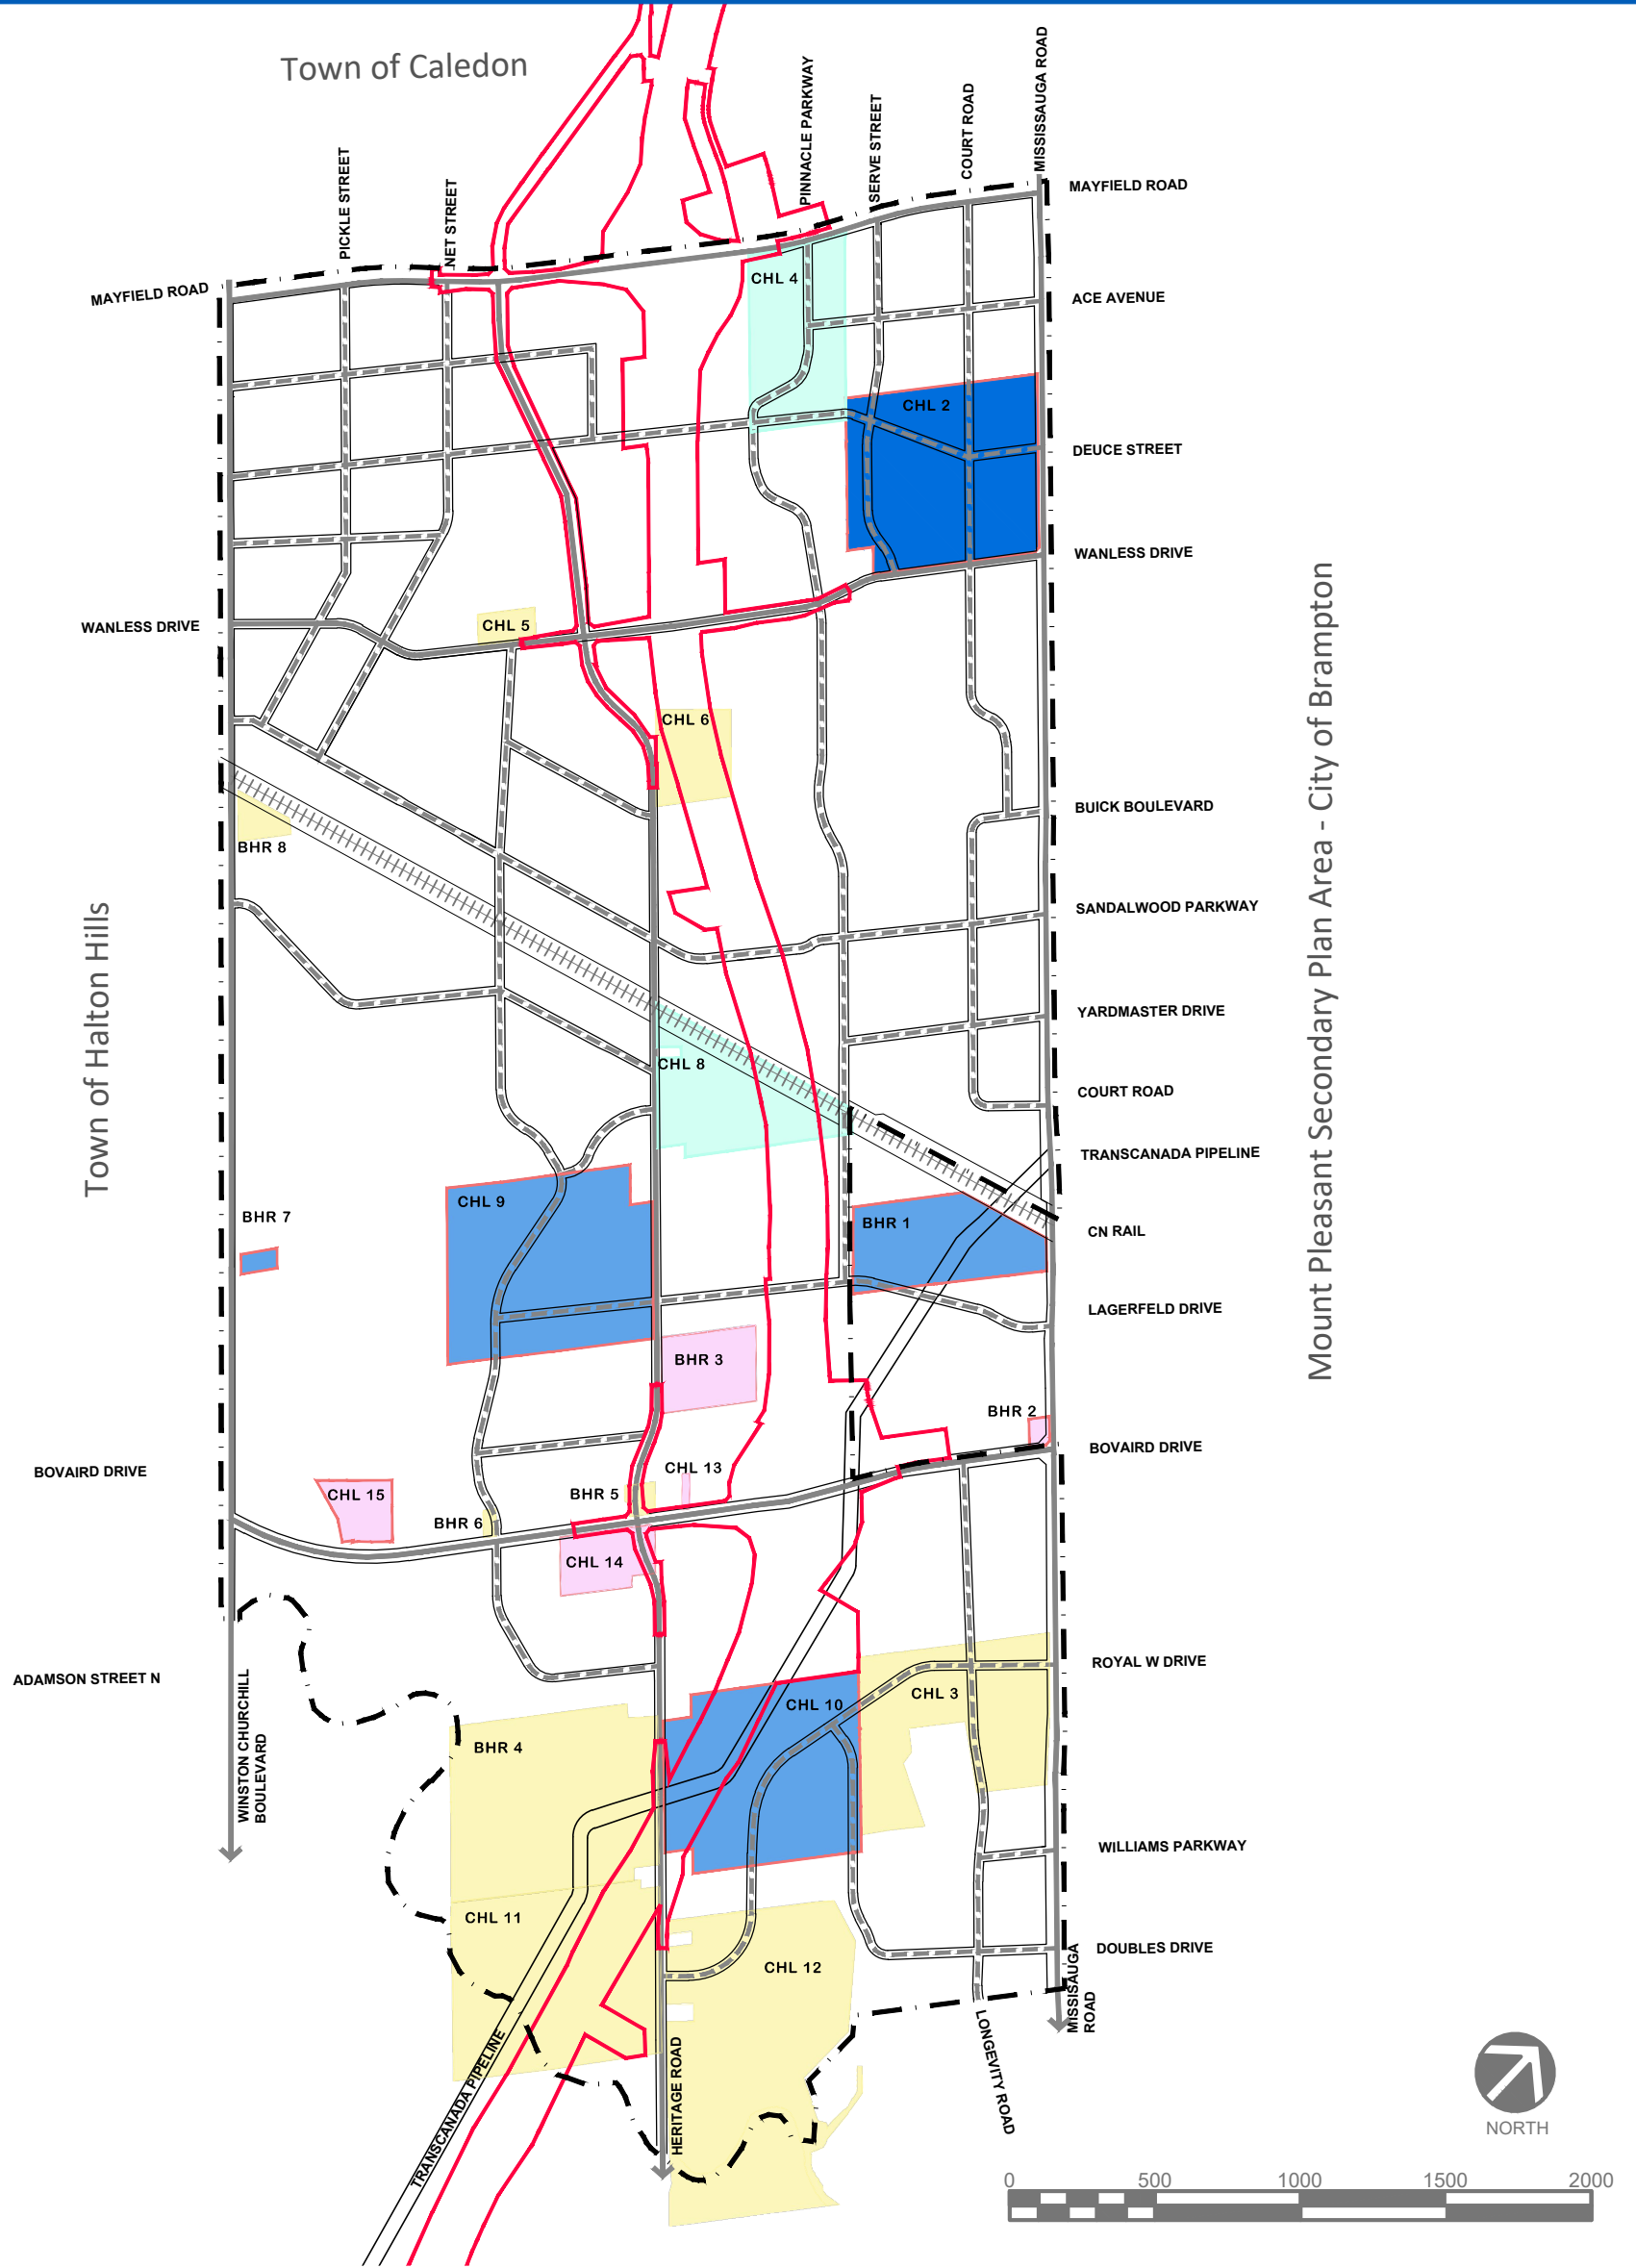 Town of Caledon
MISSISSAUGA ROAD
PINNACLE PARKWAY
COURT ROAD
SERVE STREET
PICKLE STREET
NET STREET
MAYFIELD ROAD
MAYFIELD ROAD
CHL 4
ACE AVENUE
CHL 2
DEUCE STREET
WANLESS DRIVE
WANLESS DRIVE
CHL 5
CHL 6
BUICK BOULEVARD
BHR 8
SANDALWOOD PARKWAY
Town of Halton Hills
Mount Pleasant Secondary Plan Area - City of Brampton
YARDMASTER DRIVE
CHL 8
COURT ROAD
TRANSCANADA PIPELINE
CHL 9
BHR 7
BHR 1
CN RAIL
LAGERFELD DRIVE
BHR 3
BHR 2
BOVAIRD DRIVE
BOVAIRD DRIVE
CHL 13
CHL 15
BHR 5
BHR 6
CHL 14
ROYAL W DRIVE
ADAMSON STREET N
CHL 3
CHL 10
WINSTON CHURCHILL
BOULEVARD
BHR 4
WILLIAMS PARKWAY
CHL 11
DOUBLES DRIVE
CHL 12
MISSISSAUGA
ROAD
LONGEVITY ROAD
HERITAGE ROAD
TRANSCANADA PIPELINE
NORTH
0 500 1000 1500 2000